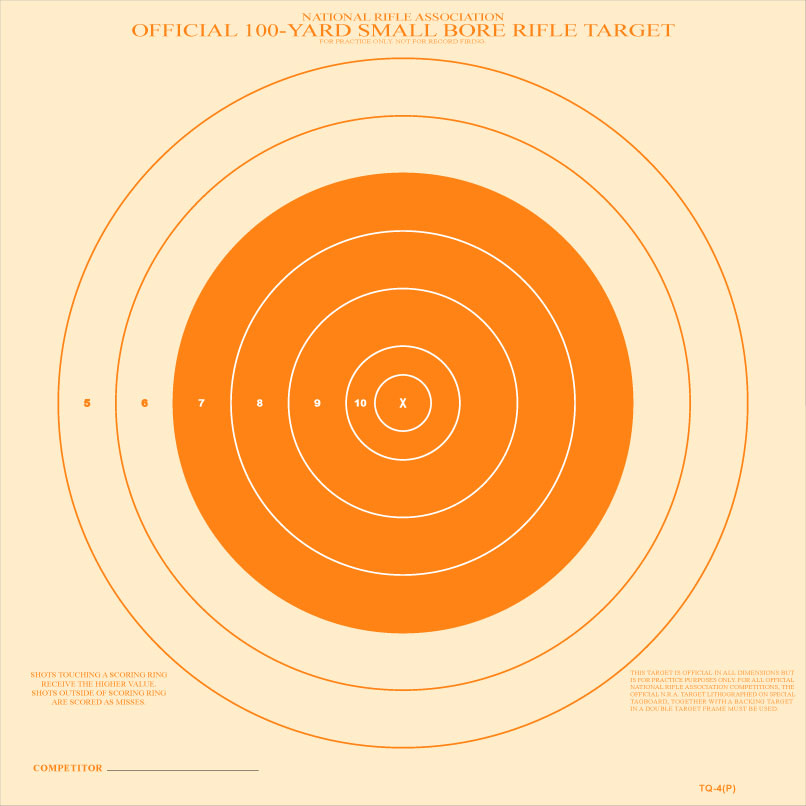 NATIONAL RIFLE ASSOCIATION
OFFICIAL 100-YARD SMALL BORE RIFLE TARGET
FOR PRACTICE ONLY, NOT FOR RECORD FIRING.
5 6 7 8 9 10 X
SHOTS TOUCHING A SCORING RING
RECEIVE THE HIGHER VALUE.
SHOTS OUTSIDE OF SCORING RING
ARE SCORED AS MISSES.
THIS TARGET IS OFFICIAL IN ALL DIMENSIONS BUT
IS FOR PRACTICE PURPOSES ONLY. FOR ALL OFFICIAL
NATIONAL RIFLE ASSOCIATION COMPETITIONS, THE
OFFICIAL N.R.A. TARGET LITHOGRAPHED ON SPECIAL
TAGBOARD, TOGETHER WITH A BACKING TARGET
IN A DOUBLE TARGET FRAME MUST BE USED.
COMPETITOR
TQ-4(P)